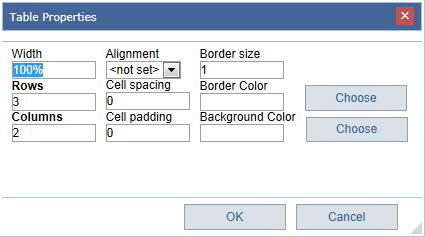 Table Properties
Width Alignment Border size
100% <not set> 1
Rows Cell spacing Border Color
3 0 Choose
Columns Cell padding Background Color
2 0 Choose
OK Cancel